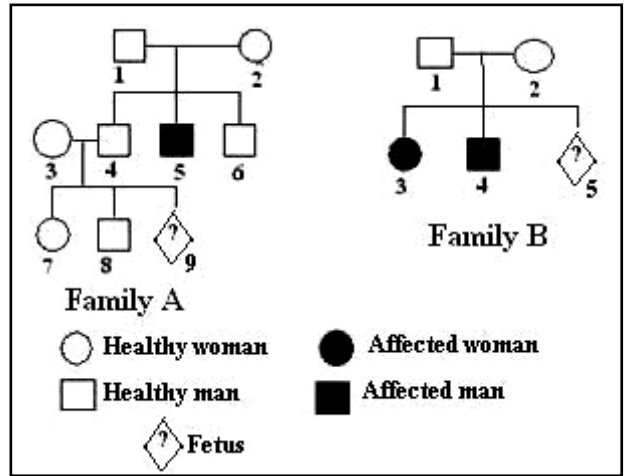 1 2 1 2
3 4 5 6 3 4 ? 5
7 8 ? 9 Family B
Family A
Healthy woman Affected woman
Healthy man Affected man
? Fetus